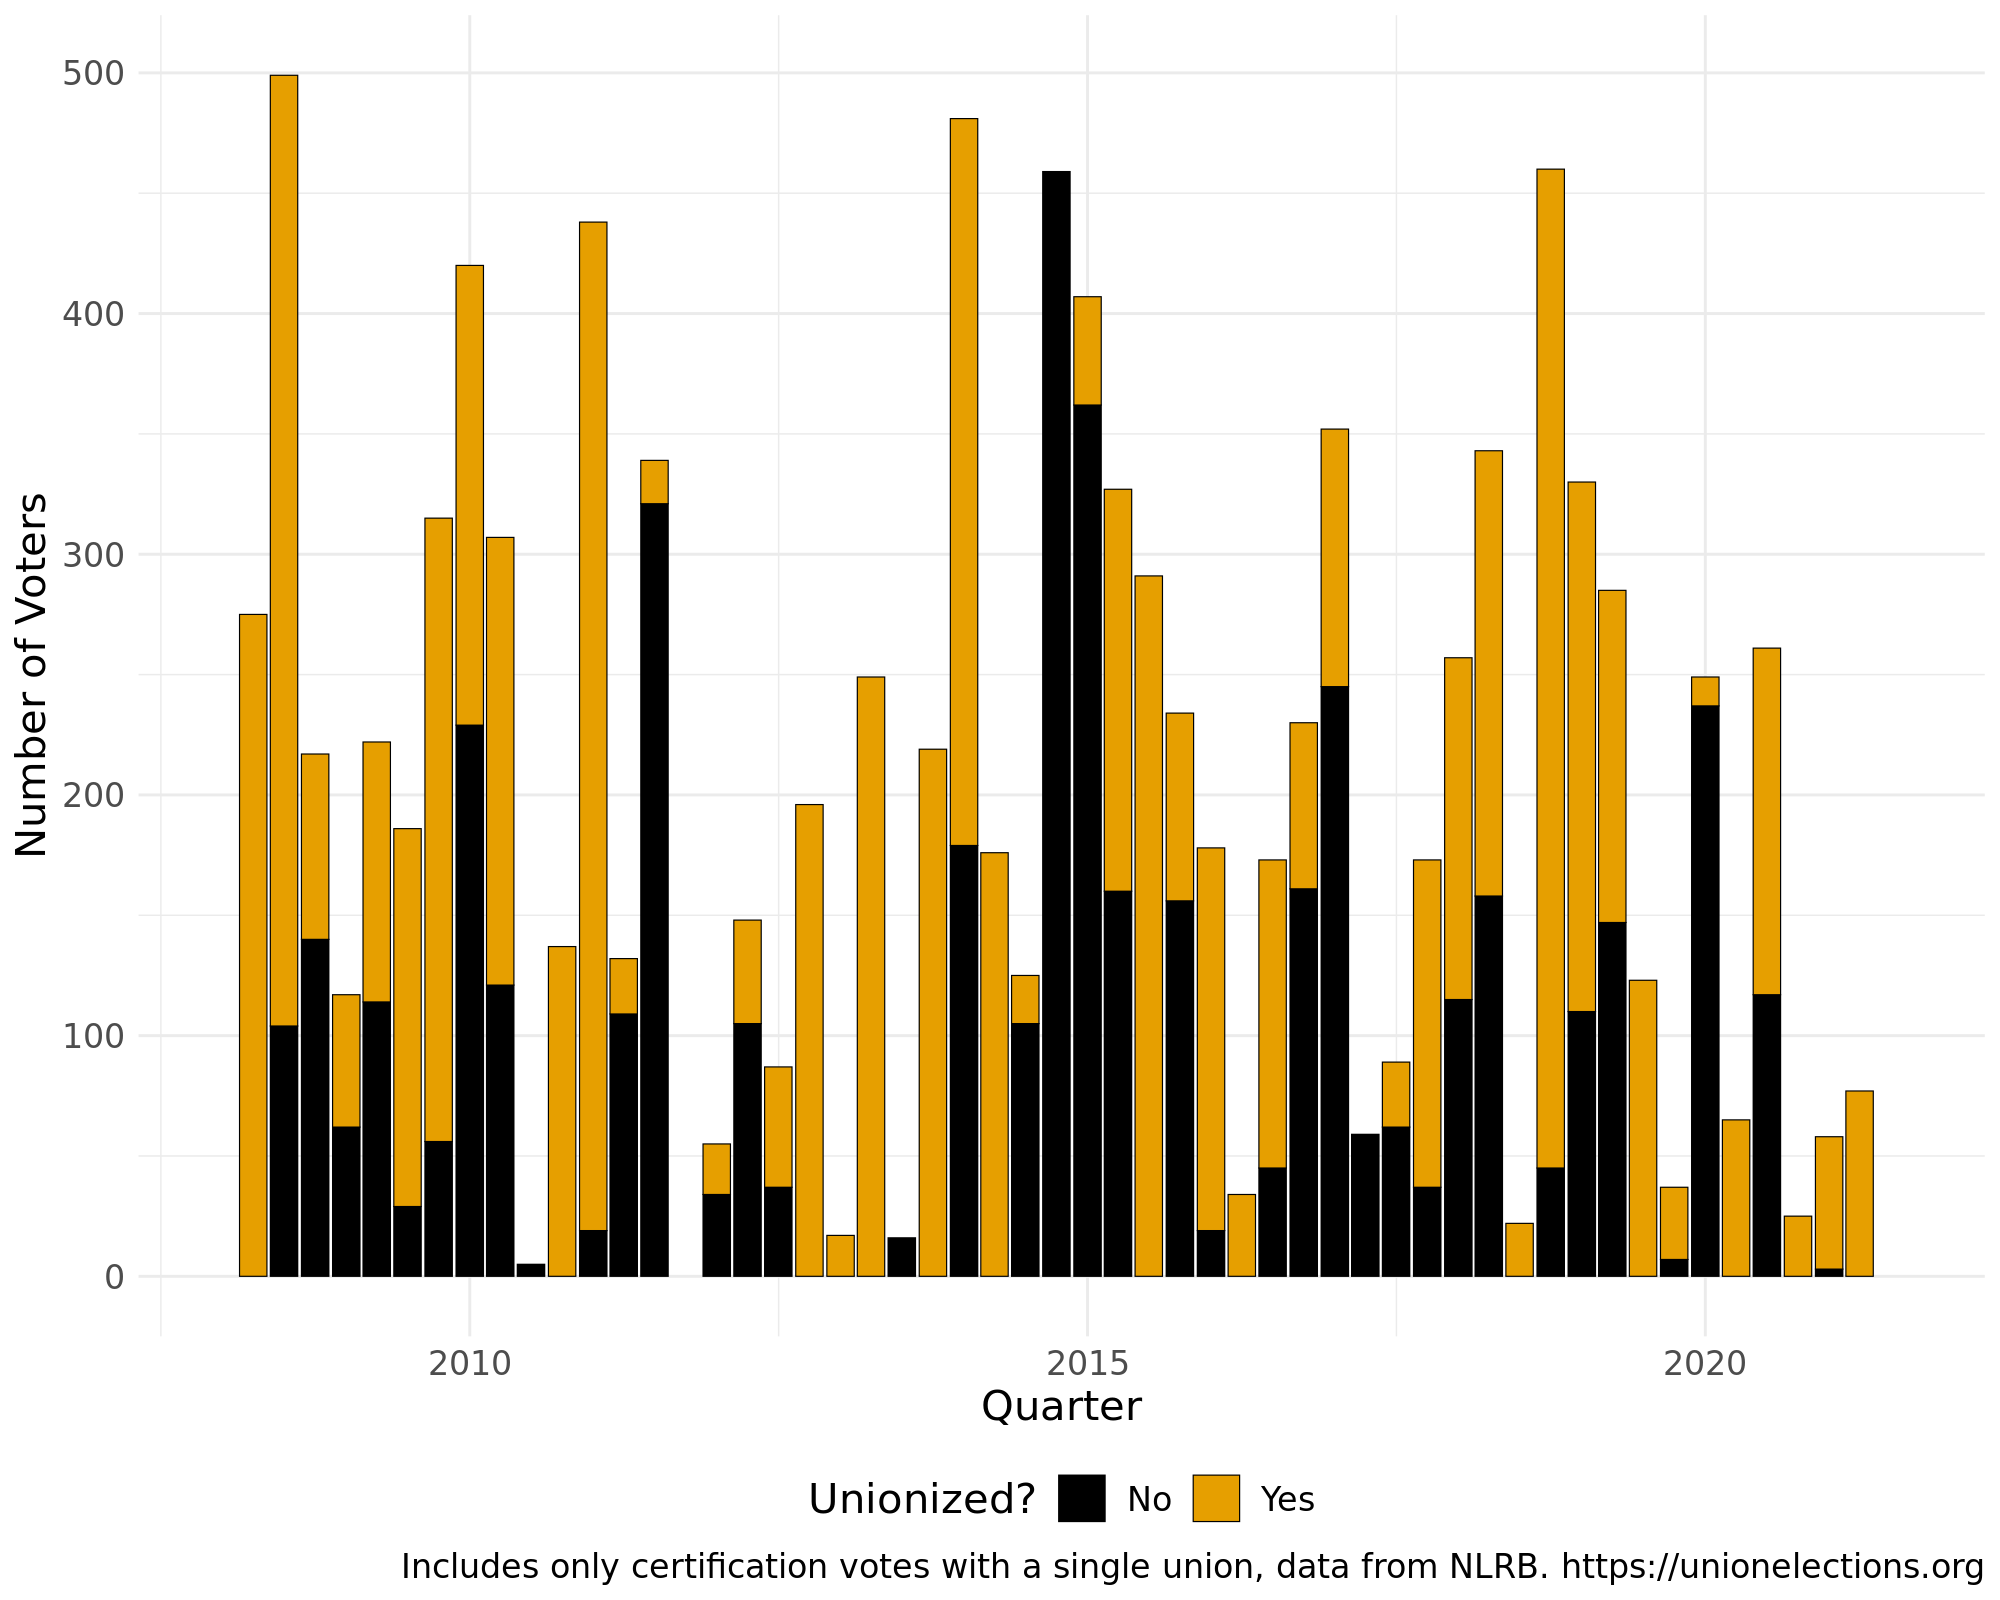 500
400
300
200
100
0
Number of Voters
2010 2015 2020
Quarter
Unionized? No Yes
Includes only certification votes with a single union, data from NLRB. https://unionelections.org